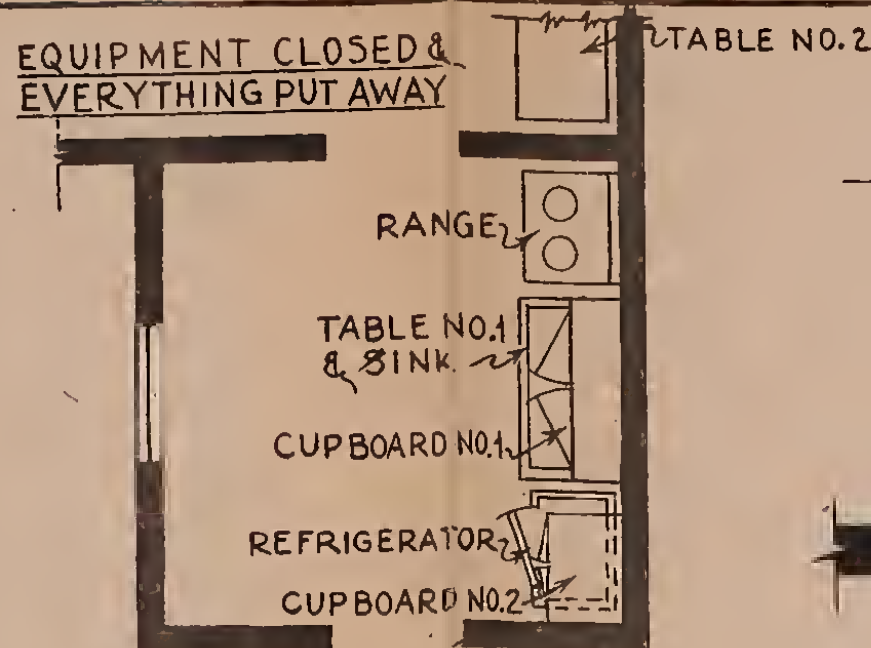 EQUIPMENT CLOSED &
EVERYTHING PUT AWAY
TABLE NO.2
RANGE
TABLE NO.1
& SINK.
CUPBOARD NO.1
REFRIGERATOR
CUPBOARD NO.2